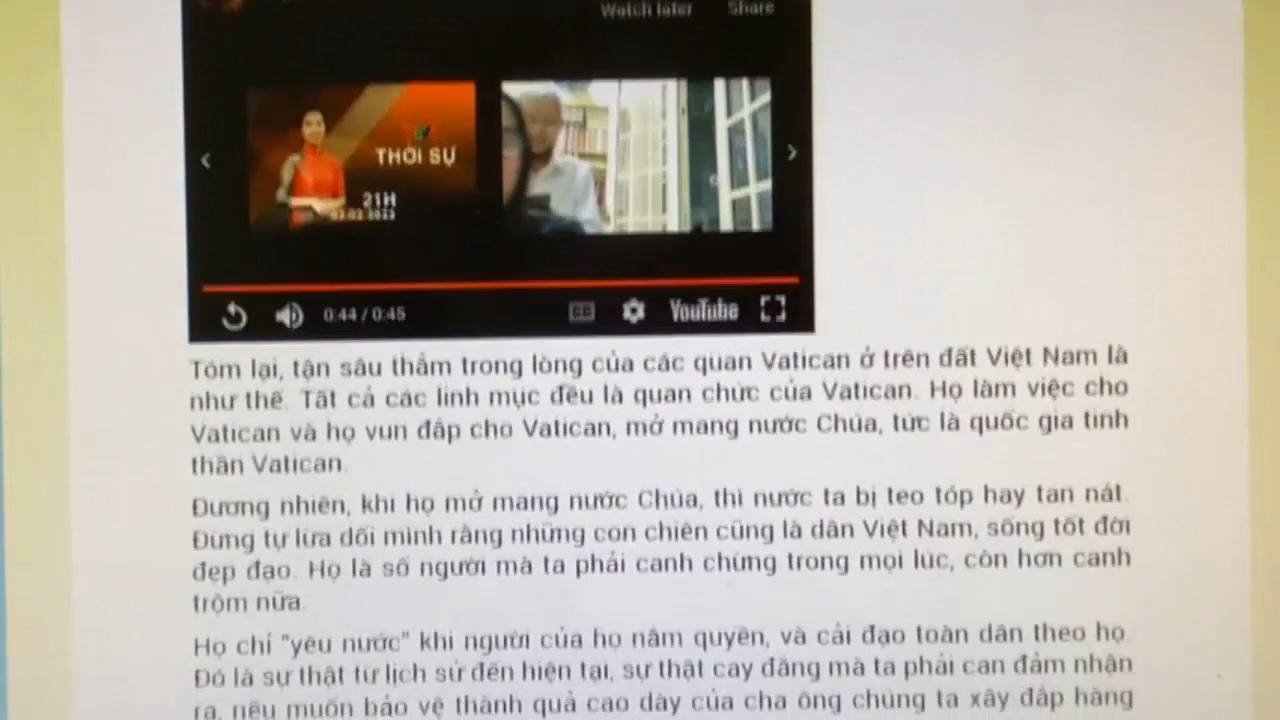 Watch later Share
THỜI SỰ
21H
03.02.2023
0:44 / 0:45
CC
YouTube
Tóm lại, tận sâu thẳm trong lòng của các quan Vatican ở trên đất Việt Nam là
như thế. Tất cả các linh mục đều là quan chức của Vatican. Họ làm việc cho
Vatican và họ vun đắp cho Vatican, mở mang nước Chúa, tức là quốc gia tinh
thần Vatican.
Đương nhiên, khi họ mở mang nước Chúa, thì nước ta bị teo tóp hay tan nát.
Đừng tự lừa dối mình rằng những con chiên cũng là dân Việt Nam, sống tốt đời
đẹp đạo. Họ là số người mà ta phải canh chừng trong mọi lúc, còn hơn canh
trộm nữa.
Họ chỉ "yêu nước" khi người của họ nắm quyền, và cải đạo toàn dân theo họ.
Đó là sự thật từ lịch sử đến hiện tại, sự thật cay đắng mà ta phải can đảm nhận
ra, nếu muốn bảo vệ thành quả cao dày của cha ông chúng ta xây đắp hàng